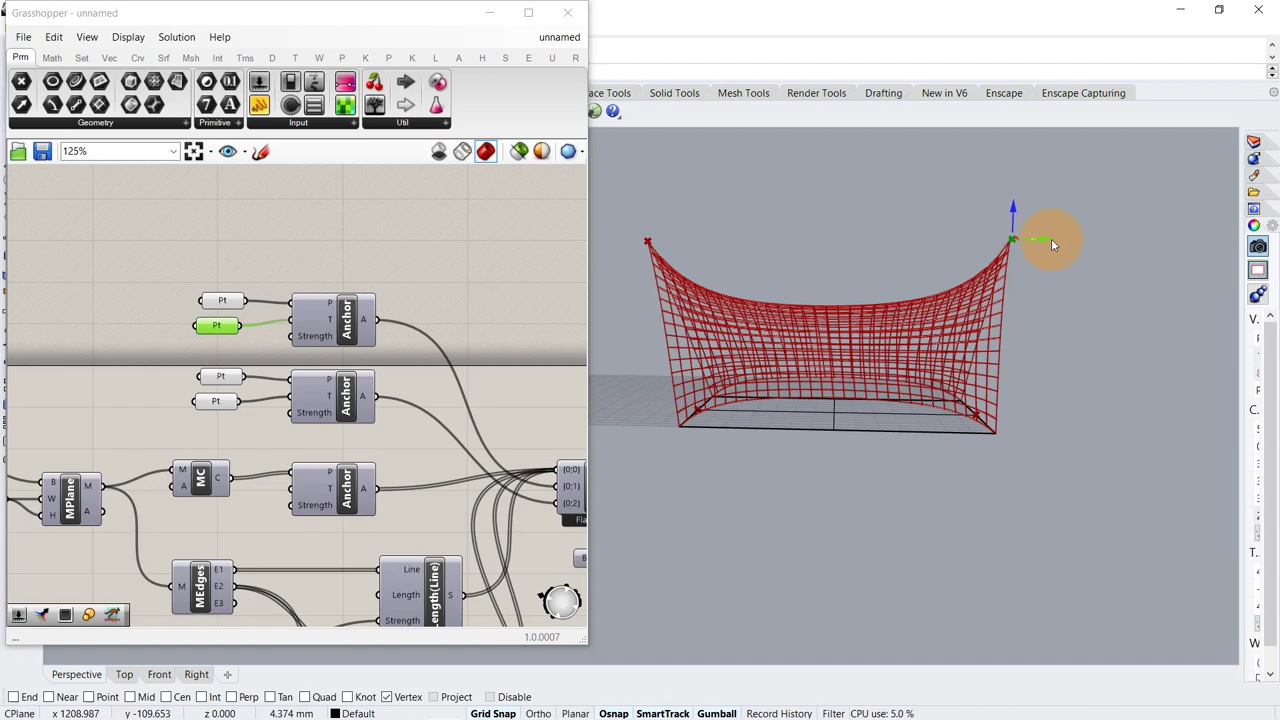 Grasshopper - unnamed
File Edit View Display Solution Help unnamed
Prm Math Set Vec Crv Srf Msh Int Trns D T W P K P K L A H E U R
Geometry Primitive Input Util
125%
face Tools Solid Tools Mesh Tools Render Tools Drafting New in V6 Enscape Enscape Capturing
Pt
Pt
P
T
Strength
Anchor
A
Pt
Pt
P
T
Strength
Anchor
A
B
W
H
MPlane
M
A
M
A
MC
C
P
T
Strength
Anchor
A
{0;0}
{0;1}
{0;2}
Fla
B
M
MEdges
E1
E2
E3
Line
Length
Strength
Length(Line)
S
... 1.0.0007
V.
C.
T...
W
Perspective Top Front Right
End Near Point Mid Cen Int Perp Tan Quad Knot Vertex Project Disable
CPlane x 1208.987 y -109.653 z 0.000 4.374 mm Default Grid Snap Ortho Planar Osnap SmartTrack Gumball Record History Filter CPU use: 5.0 %